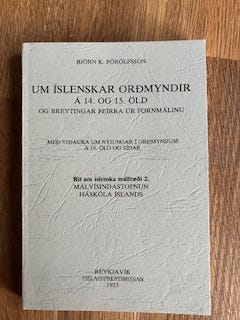 BJÖRN K. ÞÓRÓLFSSON
UM ÍSLENSKAR ORÐMYNDIR
Á 14. OG 15. ÖLD
OG BREYTINGAR ÞEIRRA ÚR FORNMÁLINU
MEÐ VIÐAUKA UM NÝJUNGAR Í ORÐMYNDUM
Á 16. ÖLD OG SÍÐAR
Rit um íslenska málfræði 2.
MÁLVÍSINDASTOFNUN
HÁSKÓLA ÍSLANDS
REYKJAVÍK
FJELAGSPRENTSMIÐJAN
1925